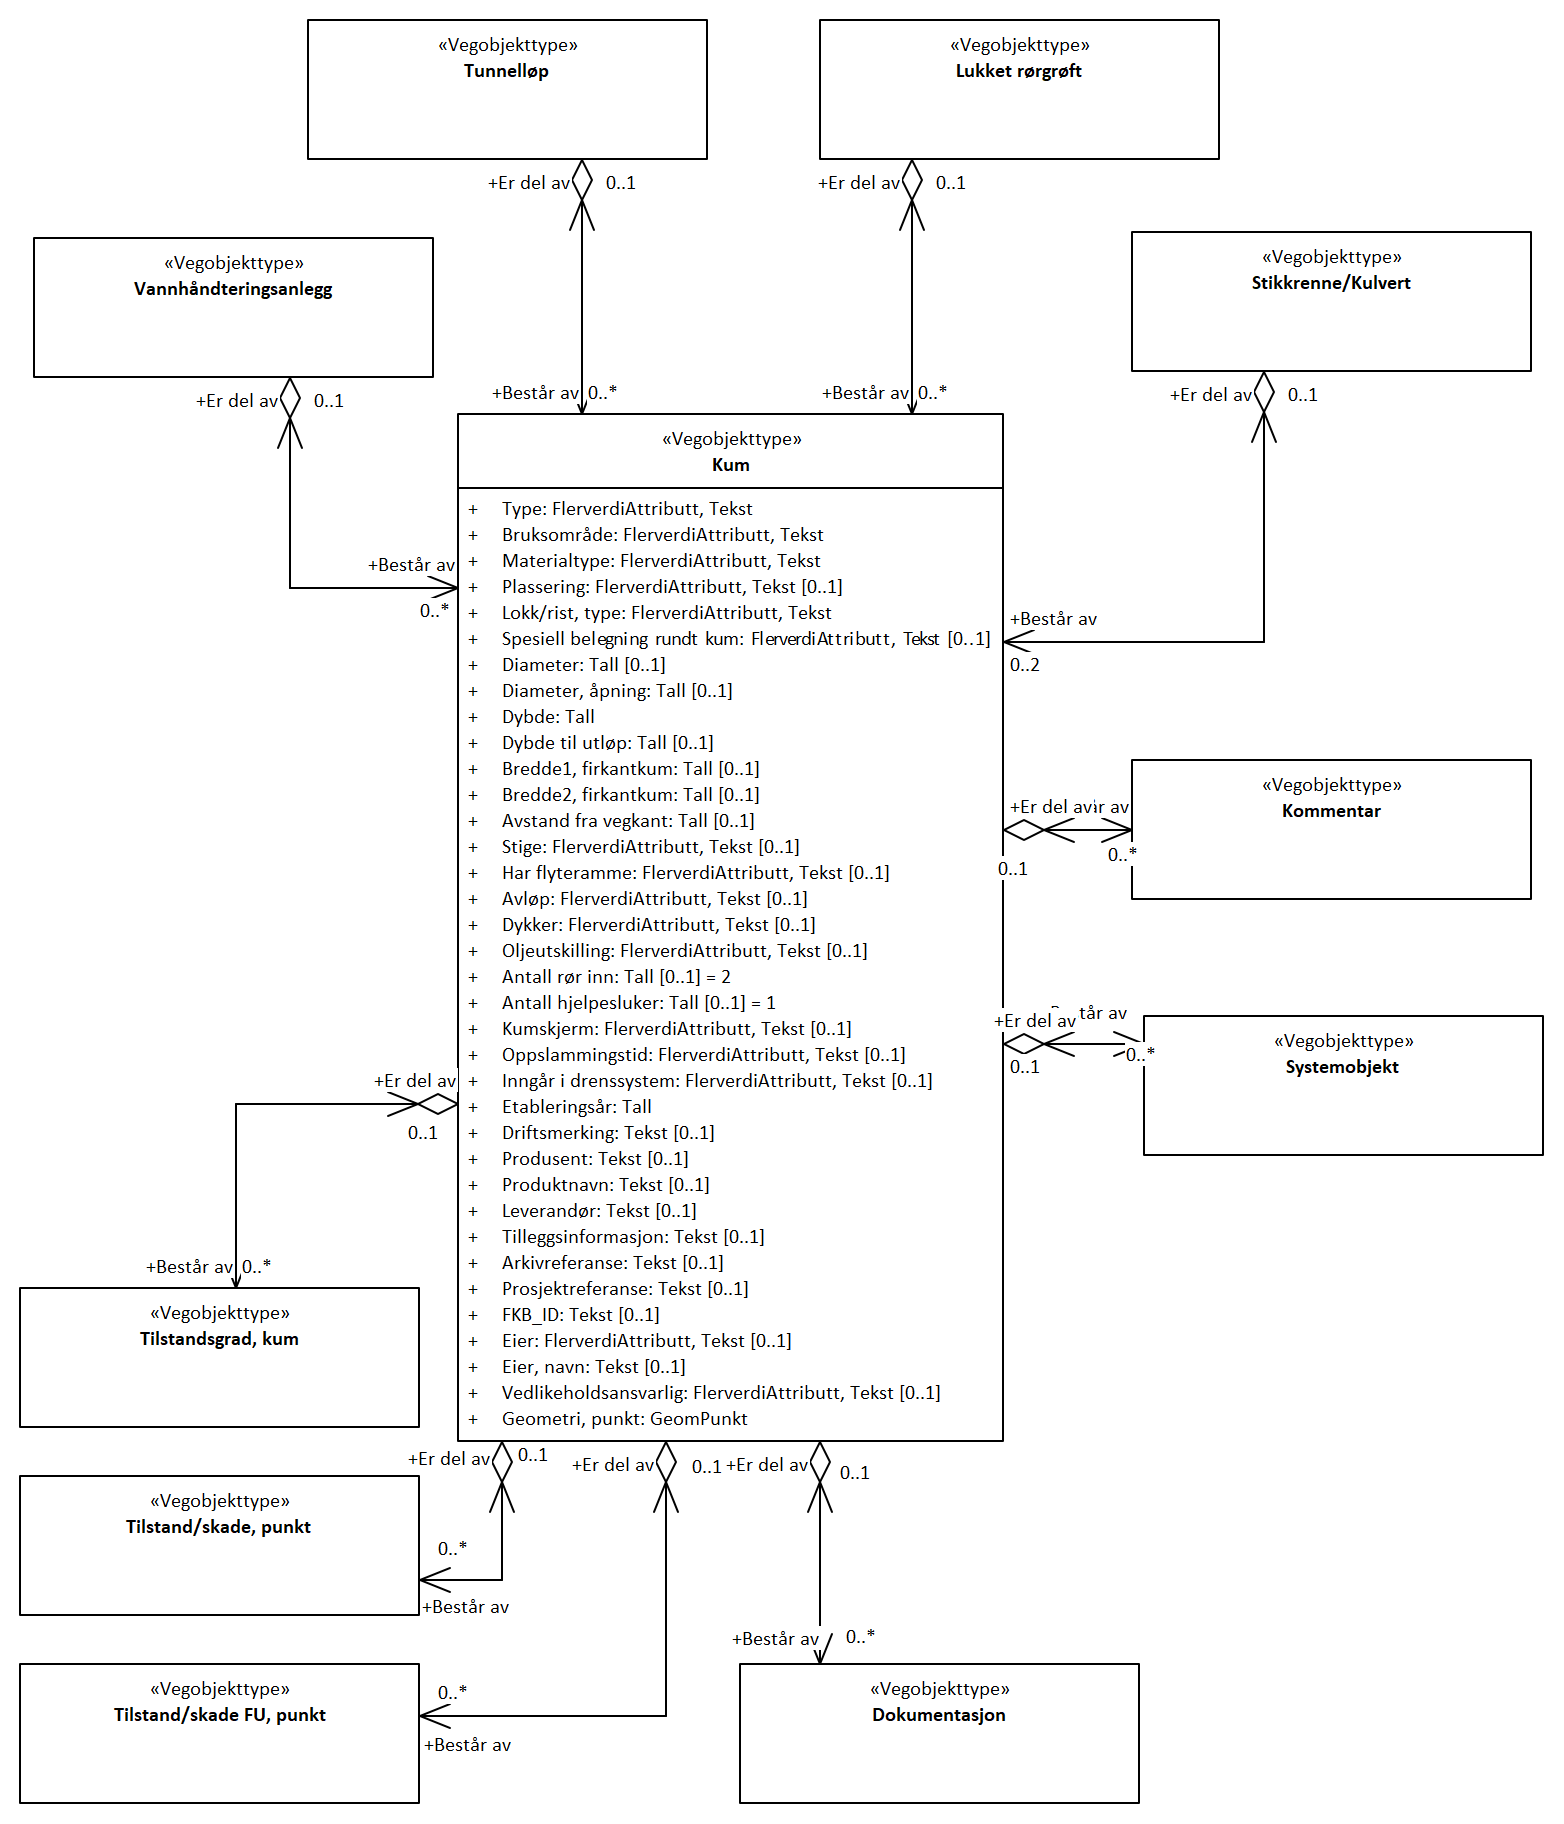 «Vegobjekttype»
Tunnelløp
«Vegobjekttype»
Lukket rørgrøft
+Er del av 0..1
+Er del av 0..1
«Vegobjekttype»
Vannhåndteringsanlegg
«Vegobjekttype»
Stikkrenne/Kulvert
+Er del av 0..1
+Er del av 0..1
+Består av 0..*
+Består av 0..*
«Vegobjekttype»
Kum
+ Type: FlerverdiAttributt, Tekst
+ Bruksområde: FlerverdiAttributt, Tekst
+ Materialtype: FlerverdiAttributt, Tekst
+ Plassering: FlerverdiAttributt, Tekst [0..1]
+ Lokk/rist, type: FlerverdiAttributt, Tekst
+ Spesiell belegning rundt kum: FlerverdiAttributt, Tekst [0..1]
+ Diameter: Tall [0..1]
+ Diameter, åpning: Tall [0..1]
+ Dybde: Tall
+ Dybde til utløp: Tall [0..1]
+ Bredde1, firkantkum: Tall [0..1]
+ Bredde2, firkantkum: Tall [0..1]
+ Avstand fra vegkant: Tall [0..1]
+ Stige: FlerverdiAttributt, Tekst [0..1]
+ Har flyteramme: FlerverdiAttributt, Tekst [0..1]
+ Avløp: FlerverdiAttributt, Tekst [0..1]
+ Dykker: FlerverdiAttributt, Tekst [0..1]
+ Oljeutskilling: FlerverdiAttributt, Tekst [0..1]
+ Antall rør inn: Tall [0..1] = 2
+ Antall hjelpesluker: Tall [0..1] = 1
+ Kumskjerm: FlerverdiAttributt, Tekst [0..1]
+ Oppslammingstid: FlerverdiAttributt, Tekst [0..1]
+ Inngår i drenssystem: FlerverdiAttributt, Tekst [0..1]
+ Etableringsår: Tall
+ Driftsmerking: Tekst [0..1]
+ Produsent: Tekst [0..1]
+ Produktnavn: Tekst [0..1]
+ Leverandør: Tekst [0..1]
+ Tilleggsinformasjon: Tekst [0..1]
+ Arkivreferanse: Tekst [0..1]
+ Prosjektreferanse: Tekst [0..1]
+ FKB_ID: Tekst [0..1]
+ Eier: FlerverdiAttributt, Tekst [0..1]
+ Eier, navn: Tekst [0..1]
+ Vedlikeholdsansvarlig: FlerverdiAttributt, Tekst [0..1]
+ Geometri, punkt: GeomPunkt
+Består av
0..*
+Består av
0..2
«Vegobjekttype»
Kommentar
+Er del av av
0..1 0..*
«Vegobjekttype»
Systemobjekt
+Er del av av
0..1 0..*
+Er del av
0..1
+Består av 0..*
«Vegobjekttype»
Tilstandsgrad, kum
+Er del av 0..1
+Er del av 0..1
+Er del av 0..1
«Vegobjekttype»
Tilstand/skade, punkt
0..*
+Består av
«Vegobjekttype»
Tilstand/skade FU, punkt
0..*
+Består av
+Består av 0..*
«Vegobjekttype»
Dokumentasjon